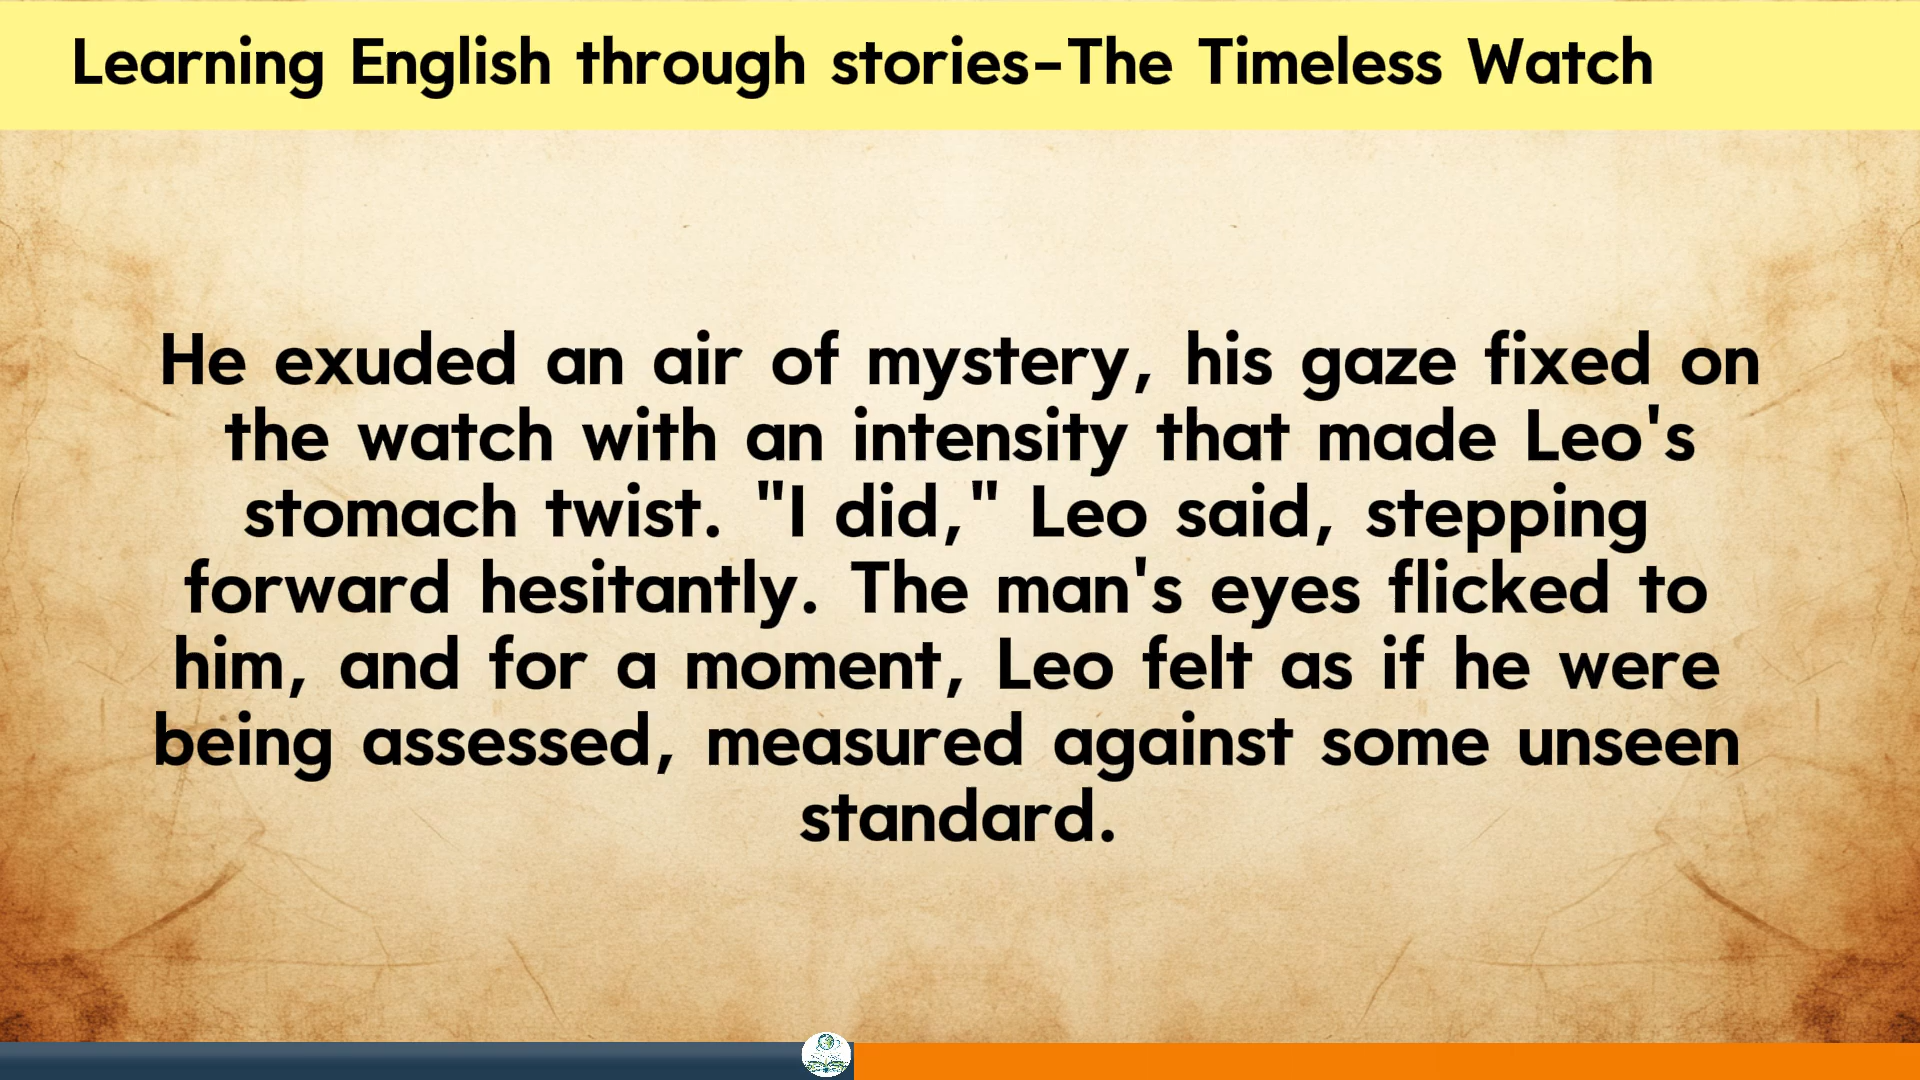 Learning English through stories-The Timeless Watch
He exuded an air of mystery, his gaze fixed on
the watch with an intensity that made Leo's
stomach twist. "I did," Leo said, stepping
forward hesitantly. The man's eyes flicked to
him, and for a moment, Leo felt as if he were
being assessed, measured against some unseen
standard.